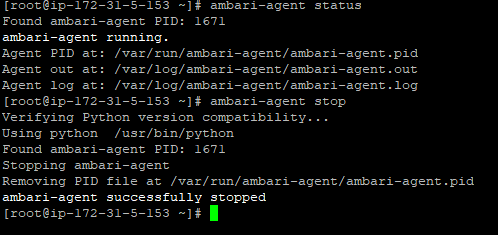 [root@ip-172-31-5-153 ~]# ambari-agent status
Found ambari-agent PID: 1671
ambari-agent running.
Agent PID at: /var/run/ambari-agent/ambari-agent.pid
Agent out at: /var/log/ambari-agent/ambari-agent.out
Agent log at: /var/log/ambari-agent/ambari-agent.log
[root@ip-172-31-5-153 ~]# ambari-agent stop
Verifying Python version compatibility...
Using python  /usr/bin/python
Found ambari-agent PID: 1671
Stopping ambari-agent
Removing PID file at /var/run/ambari-agent/ambari-agent.pid
ambari-agent successfully stopped
[root@ip-172-31-5-153 ~]#